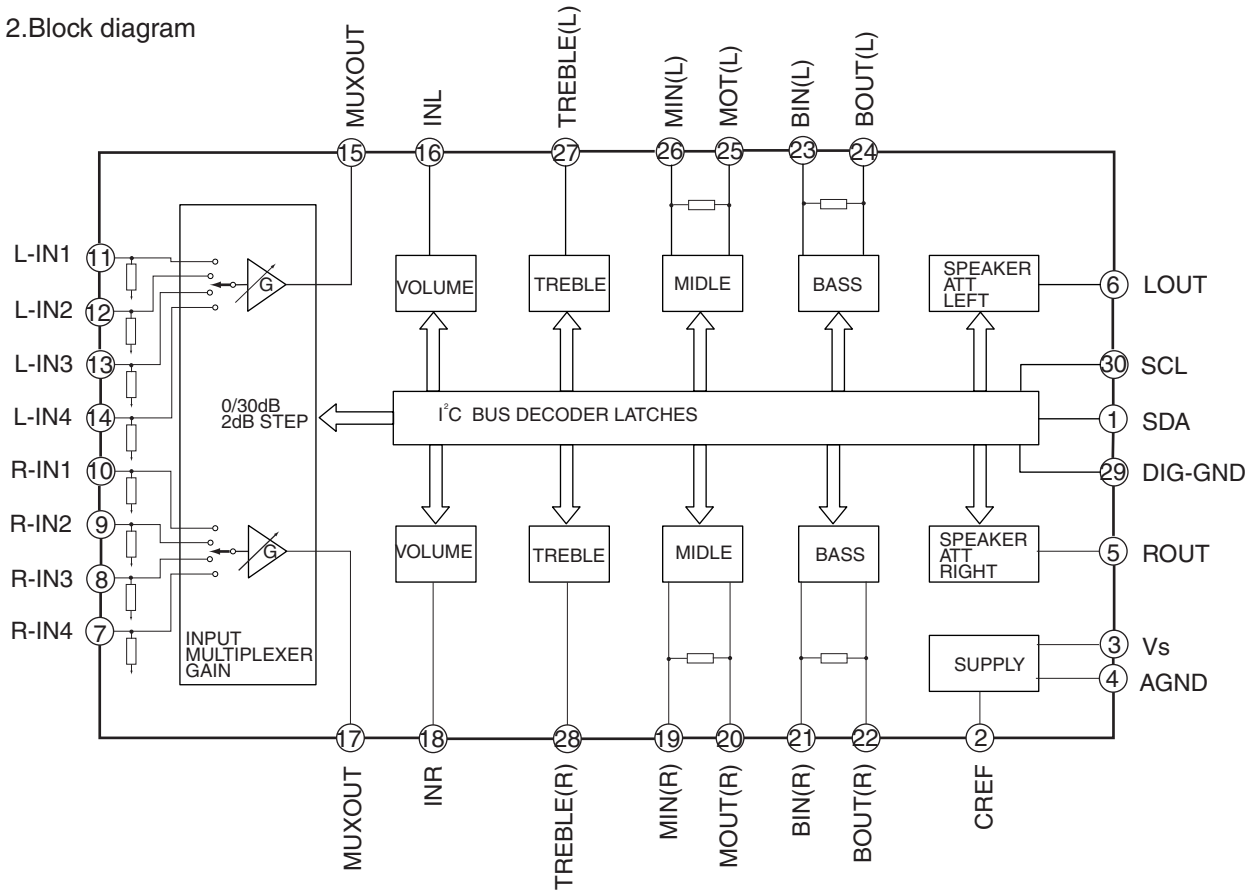 2.Block diagram
MUXOUT
INL
TREBLE(L)
MIN(L)
MOT(L)
BIN(L)
BOUT(L)
15
16
27
26
25
23
24
L-IN1
11
L-IN2
12
L-IN3
13
L-IN4
14
R-IN1
10
R-IN2
9
R-IN3
8
R-IN4
7
G
G
0/30dB
2dB STEP
INPUT
MULTIPLEXER
GAIN
VOLUME
TREBLE
MIDLE
BASS
SPEAKER
ATT
LEFT
6
LOUT
30
SCL
I²C BUS DECODER LATCHES
1
SDA
29
DIG-GND
VOLUME
TREBLE
MIDLE
BASS
SPEAKER
ATT
RIGHT
5
ROUT
SUPPLY
3
Vs
4
AGND
17
18
28
19
20
21
22
2
MUXOUT
INR
TREBLE(R)
MIN(R)
MOUT(R)
BIN(R)
BOUT(R)
CREF